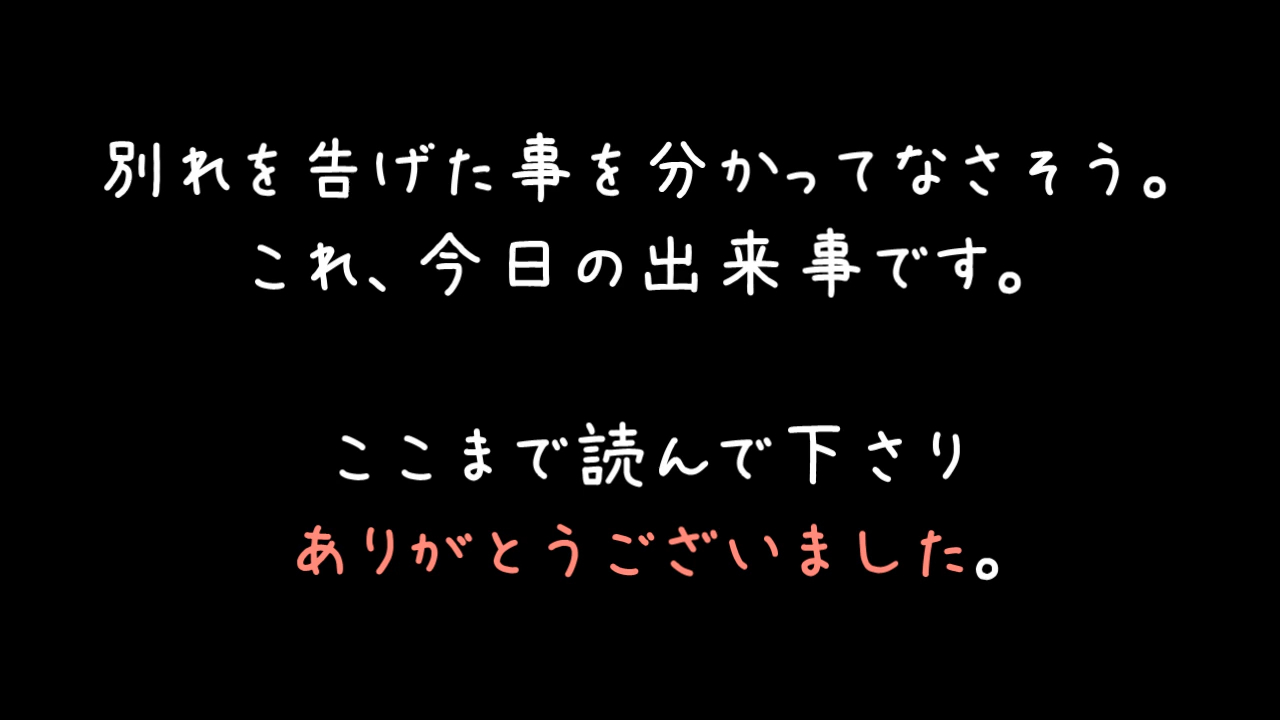 別れを告げた事を分かってなさそう。
これ、今日の出来事です。
ここまで読んで下さり
ありがとうございました。